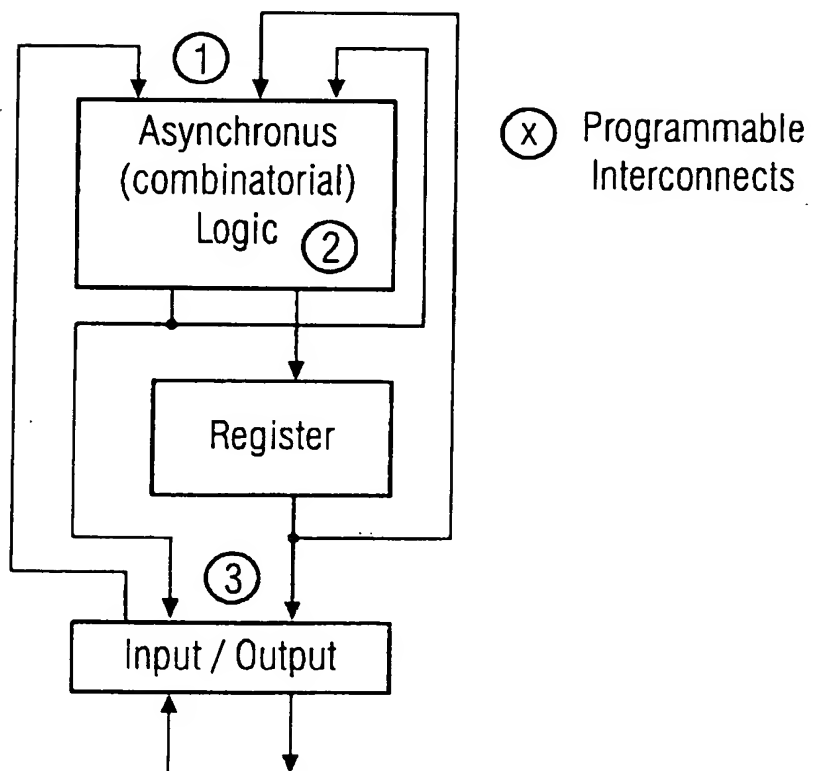 1
Asynchronus
(combinatorial)
Logic
2
x Programmable
Interconnects
Register
3
Input / Output